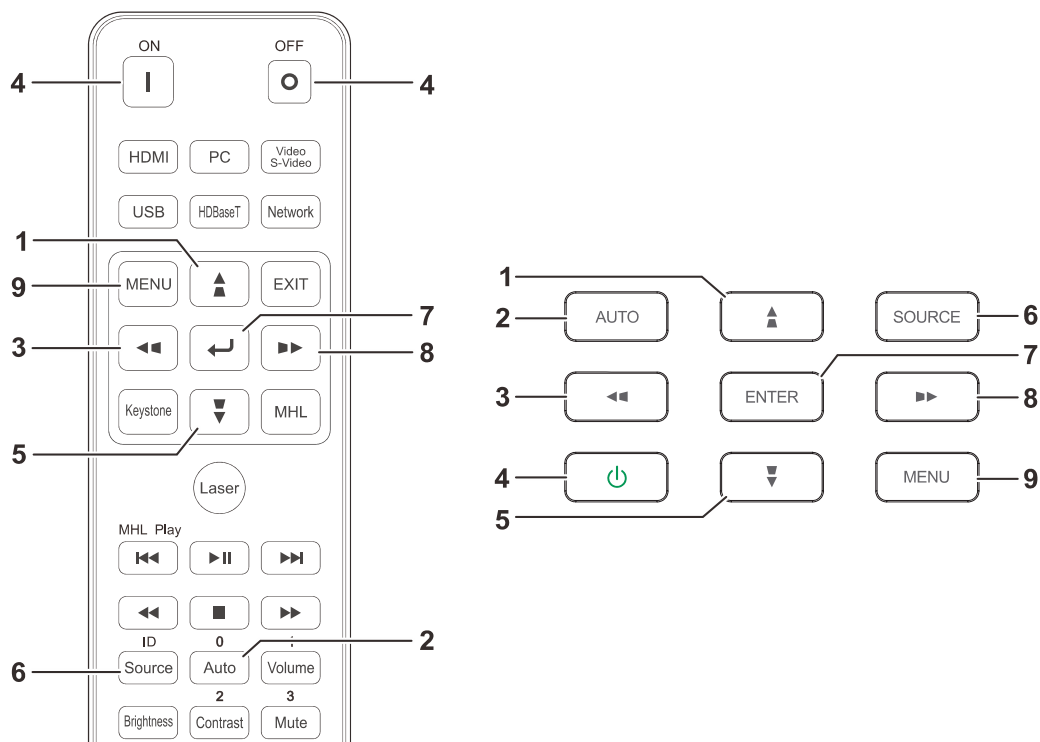 ON OFF
4 4
HDMI PC Video S-Video
USB HDBaseT Network
1
9 MENU EXIT
7
3 8
Keystone MHL
5
Laser
MHL Play
ID 0
2
6 Source Auto Volume
2 3
Brightness Contrast Mute
1
2 AUTO SOURCE 6
7
3 ENTER 8
4 MENU 9
5